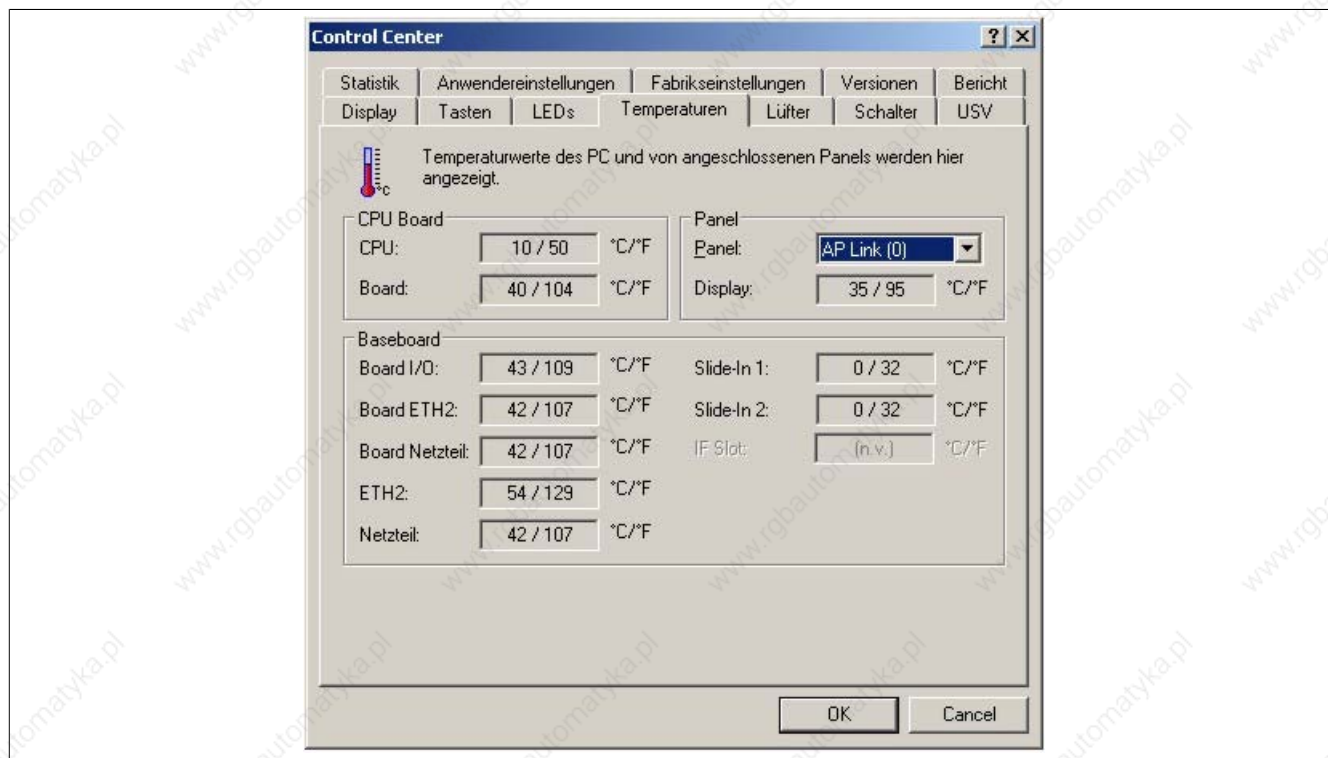 Control Center
Statistik Anwendereinstellungen Fabrikseinstellungen Versionen Bericht
Display Tasten LEDs Temperaturen Lüfter Schalter USV
Temperaturwerte des PC und von angeschlossenen Panels werden hier
angezeigt.
°C
CPU Board
CPU: 10 / 50 °C/°F
Board: 40 / 104 °C/°F
Panel
Panel: AP Link (0)
Display: 35 / 95 °C/°F
Baseboard
Board I/O: 43 / 109 °C/°F
Board ETH2: 42 / 107 °C/°F
Board Netzteil: 42 / 107 °C/°F
ETH2: 54 / 129 °C/°F
Netzteil: 42 / 107 °C/°F
Slide-In 1: 0 / 32 °C/°F
Slide-In 2: 0 / 32 °C/°F
IF Slot: (n.v.) °C/°F
OK Cancel
www.rgbautomatyka.pl